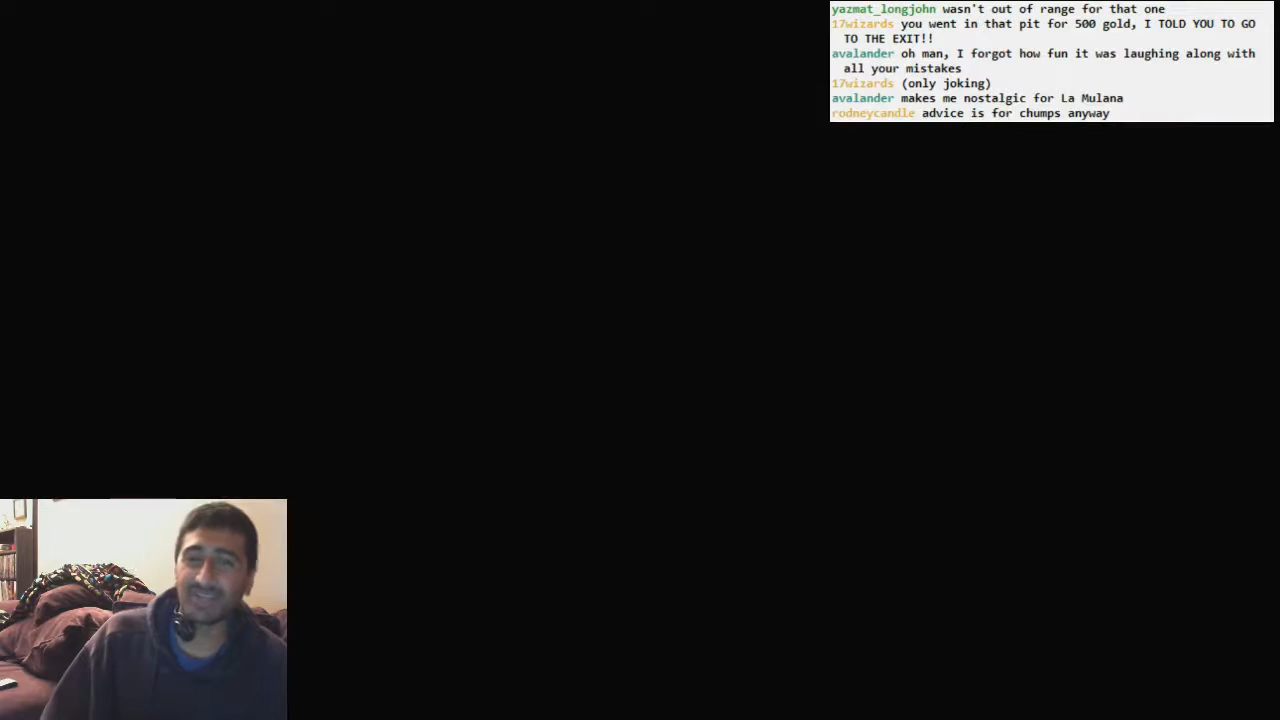 yazmat_longjohn wasn't out of range for that one
17wizards you went in that pit for 500 gold, I TOLD YOU TO GO
TO THE EXIT!!
avalander oh man, I forgot how fun it was laughing along with
all your mistakes
17wizards (only joking)
avalander makes me nostalgic for La Mulana
rodneycandle advice is for chumps anyway